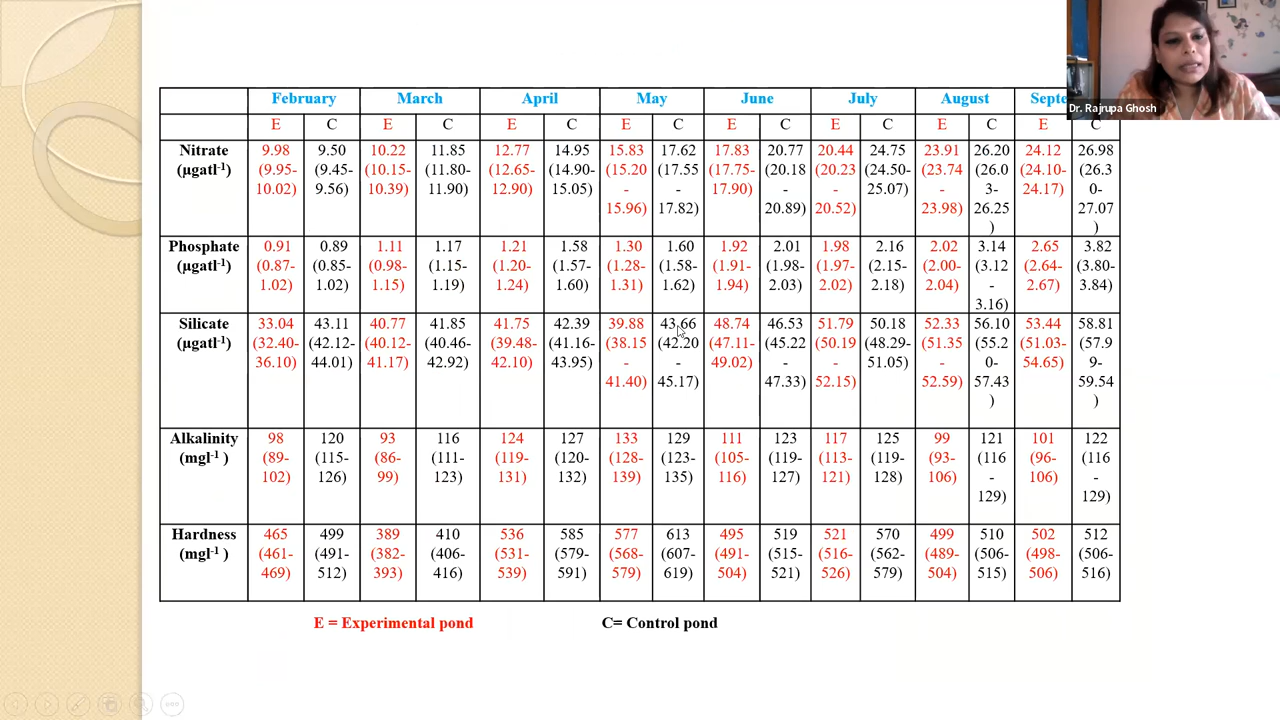 Dr. Rajrupa Ghosh
February March April May June July August Septe
E C E C E C E C E C E C E C E C
Nitrate (µgatl-1) 9.98 (9.95-10.02) 9.50 (9.45-9.56) 10.22 (10.15-10.39) 11.85 (11.80-11.90) 12.77 (12.65-12.90) 14.95 (14.90-15.05) 15.83 (15.20-15.96) 17.62 (17.55-17.82) 17.83 (17.75-17.90) 20.77 (20.18-20.89) 20.44 (20.23-20.52) 24.75 (24.50-25.07) 23.91 (23.74-23.98) 26.20 (26.03-26.25) 24.12 (24.10-24.17) 26.98 (26.30-27.07)
Phosphate (µgatl-1) 0.91 (0.87-1.02) 0.89 (0.85-1.02) 1.11 (0.98-1.15) 1.17 (1.15-1.19) 1.21 (1.20-1.24) 1.58 (1.57-1.60) 1.30 (1.28-1.31) 1.60 (1.58-1.62) 1.92 (1.91-1.94) 2.01 (1.98-2.03) 1.98 (1.97-2.02) 2.16 (2.15-2.18) 2.02 (2.00-2.04) 3.14 (3.12-3.16) 2.65 (2.64-2.67) 3.82 (3.80-3.84)
Silicate (µgatl-1) 33.04 (32.40-36.10) 43.11 (42.12-44.01) 40.77 (40.12-41.17) 41.85 (40.46-42.92) 41.75 (39.48-42.10) 42.39 (41.16-43.95) 39.88 (38.15-41.40) 43.66 (42.20-45.17) 48.74 (47.11-49.02) 46.53 (45.22-47.33) 51.79 (50.19-52.15) 50.18 (48.29-51.05) 52.33 (51.35-52.59) 56.10 (55.20-57.43) 53.44 (51.03-54.65) 58.81 (57.99-59.54)
Alkalinity (mgl-1 ) 98 (89-102) 120 (115-126) 93 (86-99) 116 (111-123) 124 (119-131) 127 (120-132) 133 (128-139) 129 (123-135) 111 (105-116) 123 (119-127) 117 (113-121) 125 (119-128) 99 (93-106) 121 (116-129) 101 (96-106) 122 (116-129)
Hardness (mgl-1 ) 465 (461-469) 499 (491-512) 389 (382-393) 410 (406-416) 536 (531-539) 585 (579-591) 577 (568-579) 613 (607-619) 495 (491-504) 519 (515-521) 521 (516-526) 570 (562-579) 499 (489-504) 510 (506-515) 502 (498-506) 512 (506-516)
E = Experimental pond C= Control pond